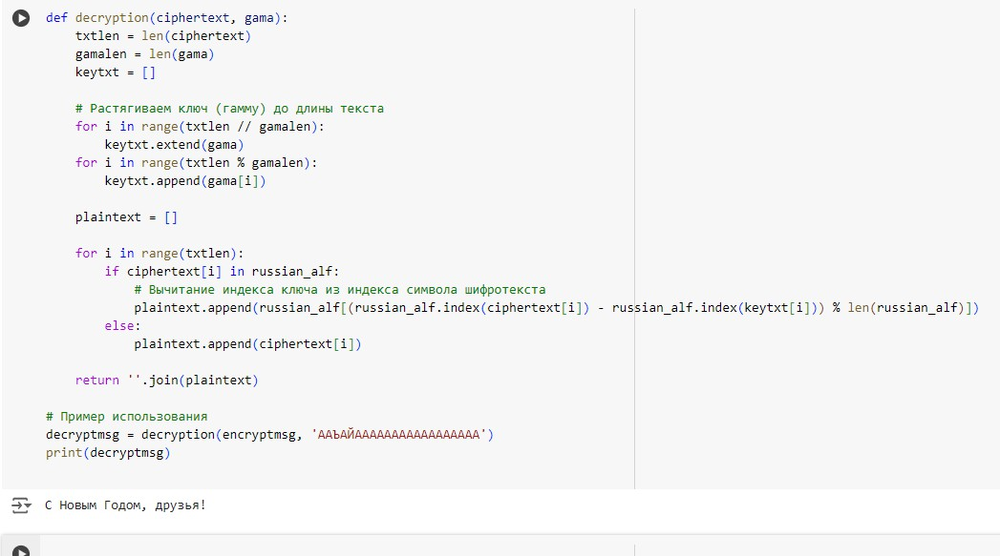 def decryption(ciphertext, gama):
    txtlen = len(ciphertext)
    gamalen = len(gama)
    keytxt = []

    # Растягиваем ключ (гамму) до длины текста
    for i in range(txtlen // gamalen):
        keytxt.extend(gama)
    for i in range(txtlen % gamalen):
        keytxt.append(gama[i])

    plaintext = []

    for i in range(txtlen):
        if ciphertext[i] in russian_alf:
            # Вычитание индекса ключа из индекса символа шифротекста
            plaintext.append(russian_alf[(russian_alf.index(ciphertext[i]) - russian_alf.index(keytxt[i])) % len(russian_alf)])
        else:
            plaintext.append(ciphertext[i])

    return ''.join(plaintext)

# Пример использования
decryptmsg = decryption(encryptmsg, 'ААЪАЙААААААААААААААААА')
print(decryptmsg)

С Новым Годом, друзья!